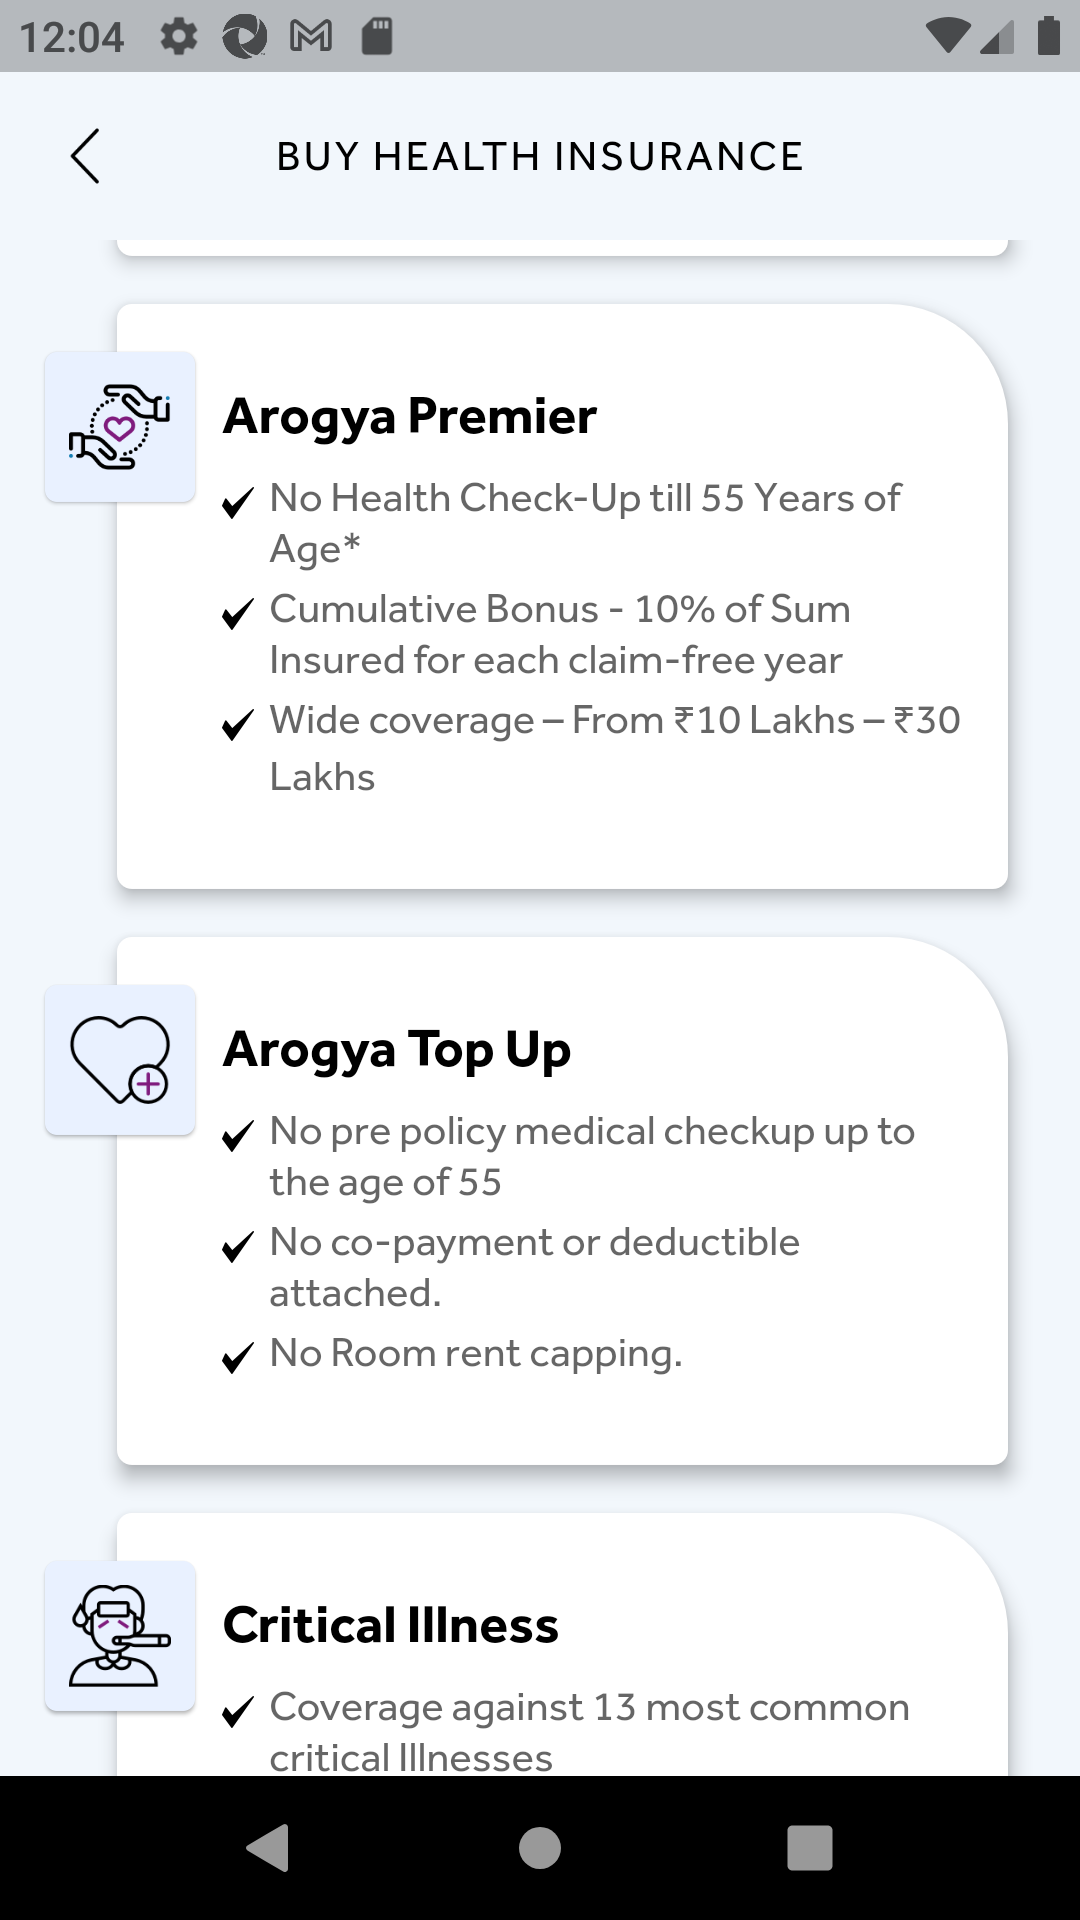 12:04
BUY HEALTH INSURANCE
Arogya Premier
No Health Check-Up till 55 Years of
Age*
Cumulative Bonus - 10% of Sum
Insured for each claim-free year
Wide coverage – From ₹10 Lakhs – ₹30
Lakhs
Arogya Top Up
No pre policy medical checkup up to
the age of 55
No co-payment or deductible
attached.
No Room rent capping.
Critical Illness
Coverage against 13 most common
critical Illnesses